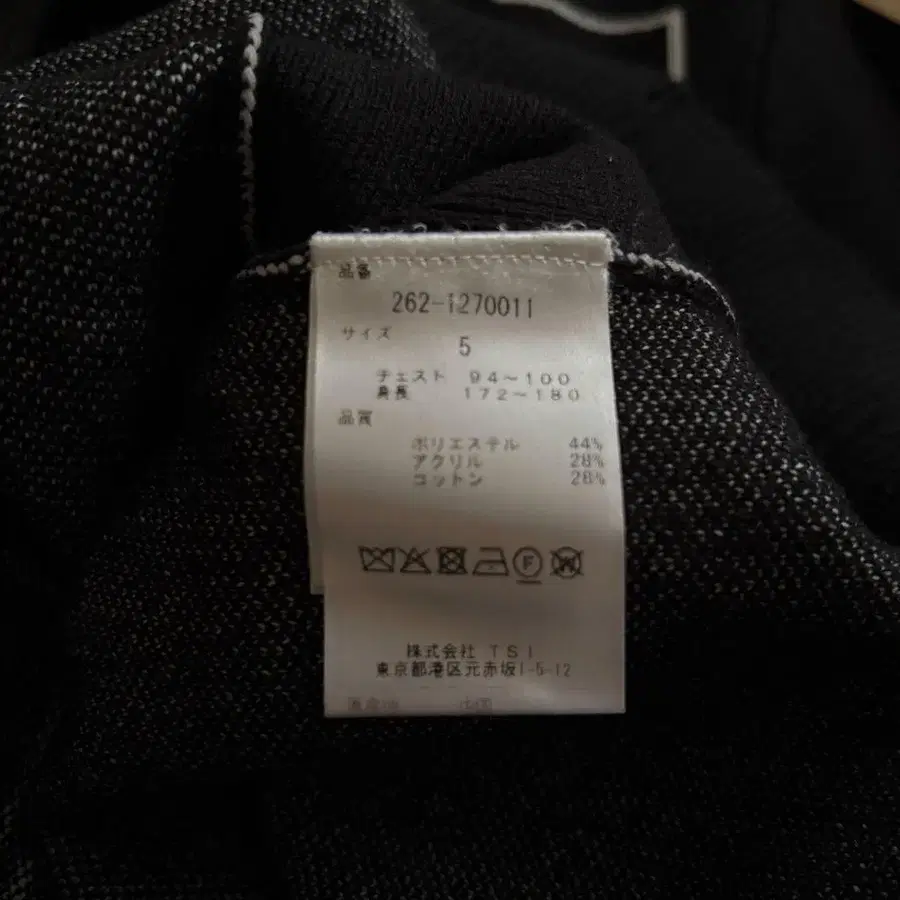 品番
262-1270011
サイズ
5
チェスト 94～100
身長 172～180
品質
ポリエステル 44%
アクリル 28%
コットン 28%
F W
株式会社 TSI
東京都港区元赤坂1-5-12